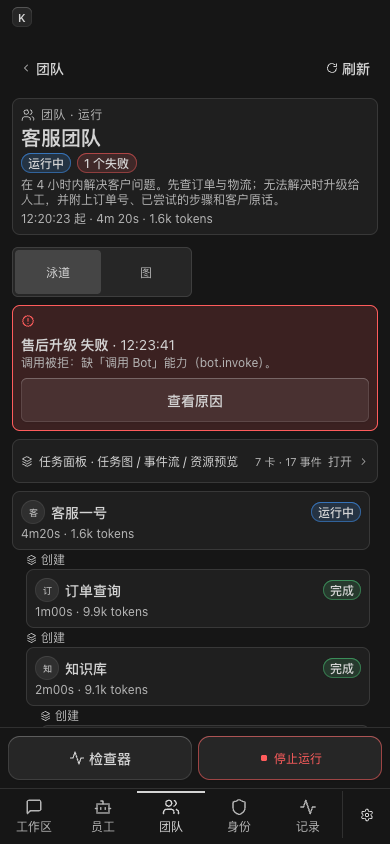 K
团队
刷新
团队 · 运行
客服团队
运行中 1 个失败
在 4 小时内解决客户问题。先查订单与物流；无法解决时升级给
人工，并附上订单号、已尝试的步骤和客户原话。
12:20:23 起 · 4m 20s · 1.6k tokens
泳道 图
售后升级 失败 · 12:23:41
调用被拒：缺「调用 Bot」能力（bot.invoke）。
查看原因
任务面板 · 任务图 / 事件流 / 资源预览 7 卡 · 17 事件 打开
客 客服一号 运行中
4m20s · 1.6k tokens
创建
订 订单查询 完成
1m00s · 9.9k tokens
创建
知 知识库 完成
2m00s · 9.1k tokens
创建
检查器 停止运行
工作区 员工 团队 身份 记录